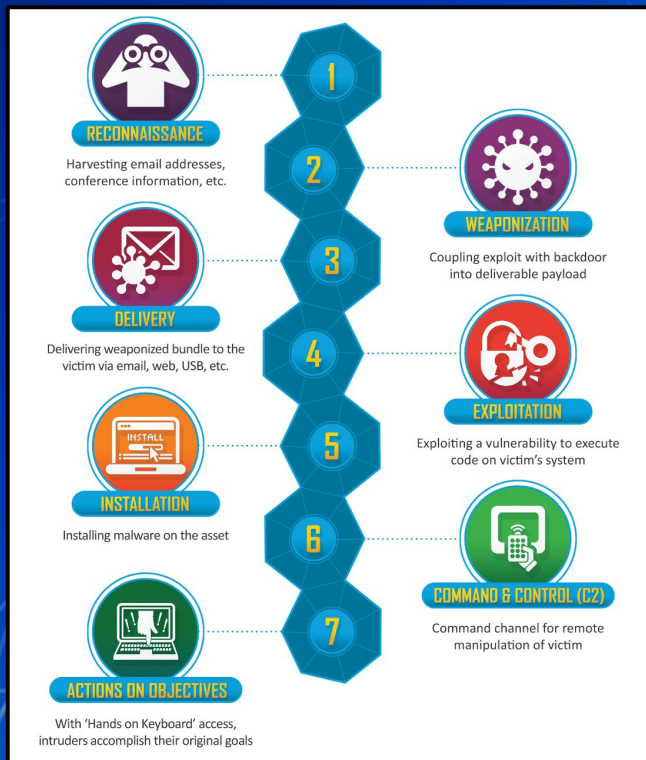 1
RECONNAISSANCE
Harvesting email addresses,
conference information, etc.
2
WEAPONIZATION
Coupling exploit with backdoor
into deliverable payload
3
DELIVERY
Delivering weaponized bundle to the
victim via email, web, USB, etc.
4
EXPLOITATION
Exploiting a vulnerability to execute
code on victim's system
5
INSTALL
INSTALLATION
Installing malware on the asset
6
COMMAND & CONTROL (C2)
Command channel for remote
manipulation of victim
7
ACTIONS ON OBJECTIVES
With 'Hands on Keyboard' access,
intruders accomplish their original goals